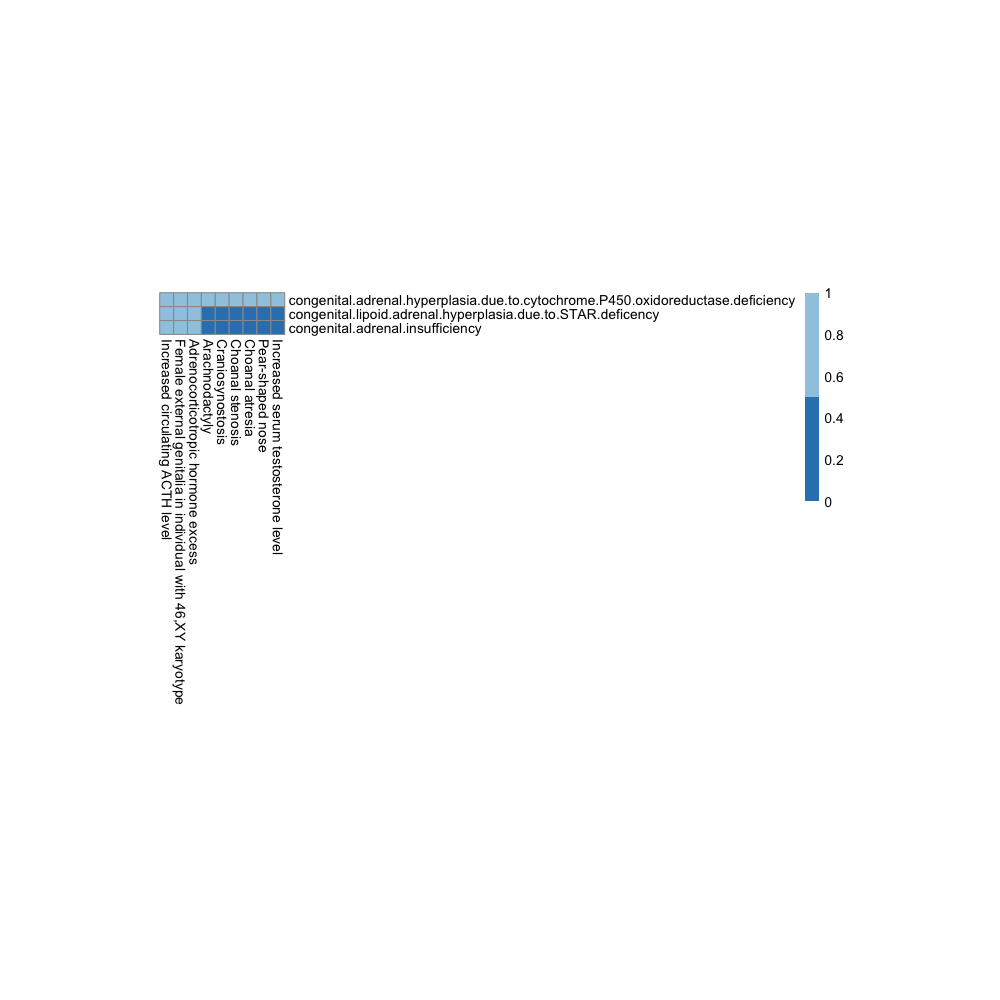 congenital.adrenal.hyperplasia.due.to.cytochrome.P450.oxidoreductase.deficiency
congenital.lipoid.adrenal.hyperplasia.due.to.STAR.deficency
congenital.adrenal.insufficiency
1
0.8
0.6
0.4
0.2
0
Increased circulating ACTH level
Female external genitalia in individual with 46,XY karyotype
Adrenocorticotropic hormone excess
Arachnodactyly
Craniosynostosis
Choanal stenosis
Choanal atresia
Pear-shaped nose
Increased serum testosterone level